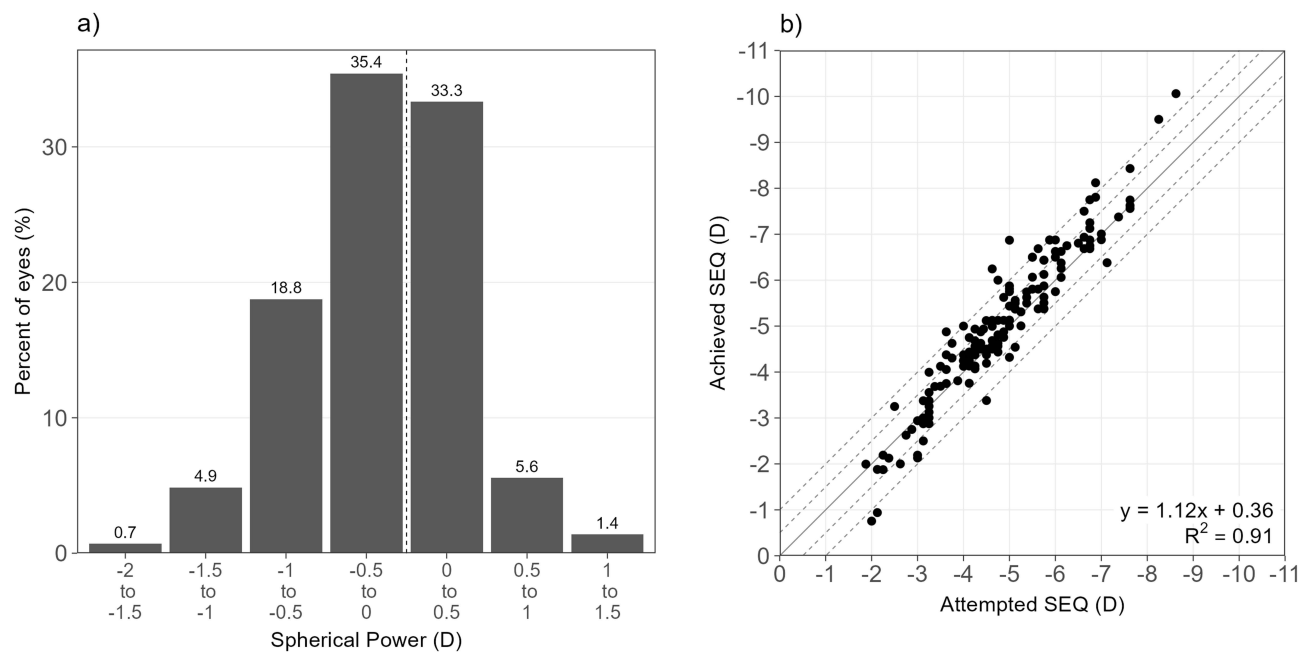 a)
Percent of eyes (%)
30
20
10
0
0.7
4.9
18.8
35.4
33.3
5.6
1.4
-2 to -1.5
-1.5 to -1
-1 to -0.5
-0.5 to 0
0 to 0.5
0.5 to 1
1 to 1.5
Spherical Power (D)
b)
Achieved SEQ (D)
-11
-10
-9
-8
-7
-6
-5
-4
-3
-2
-1
0
y = 1.12x + 0.36
R² = 0.91
0 -1 -2 -3 -4 -5 -6 -7 -8 -9 -10 -11
Attempted SEQ (D)